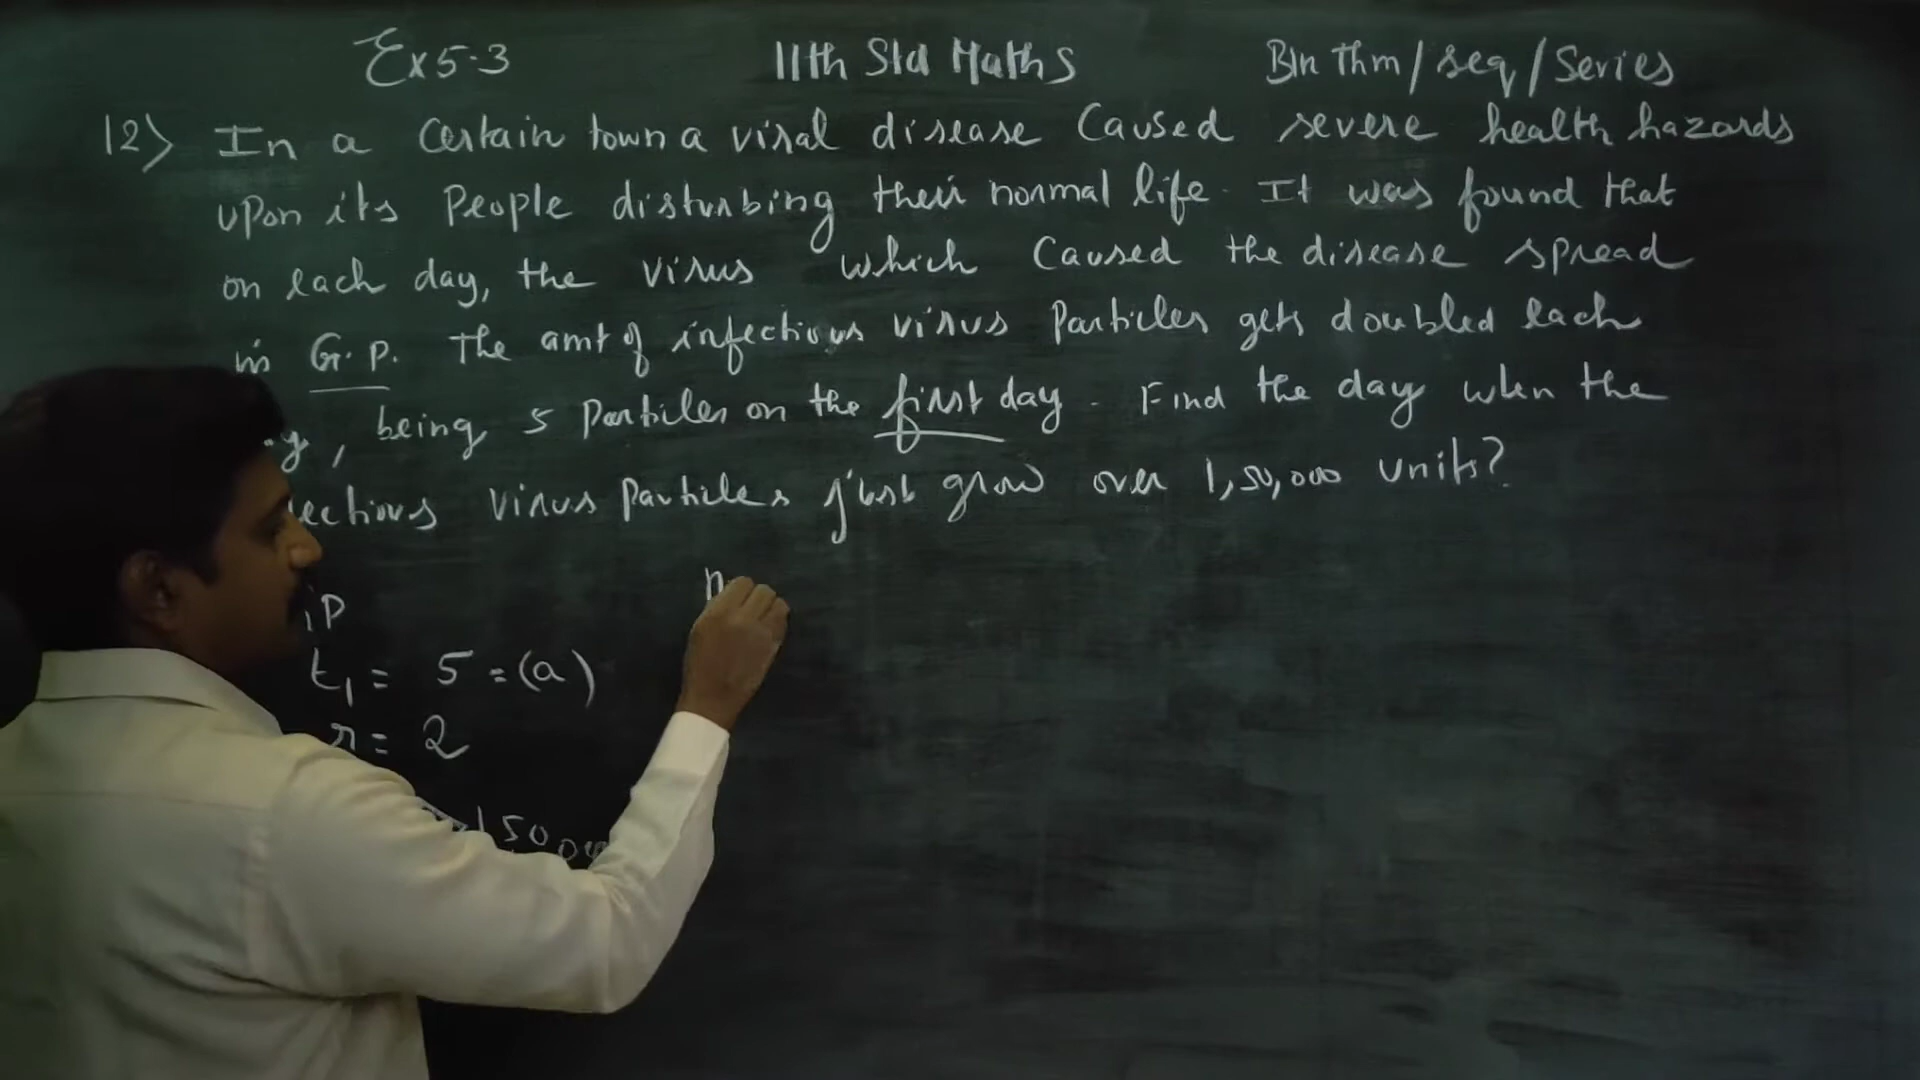 Ex 5.3 11th Std Maths Bin Thm/seq/Series
12) In a certain town a viral disease caused severe health hazards
upon its people disturbing their normal life. It was found that
on each day, the virus which caused the disease spread
in G.P. The amt of infectious virus particles gets doubled each
being 5 particles on the first day. Find the day when the
ectious virus particles just grow over 1,50,000 units?
t1 = 5 = (a)
r = 2